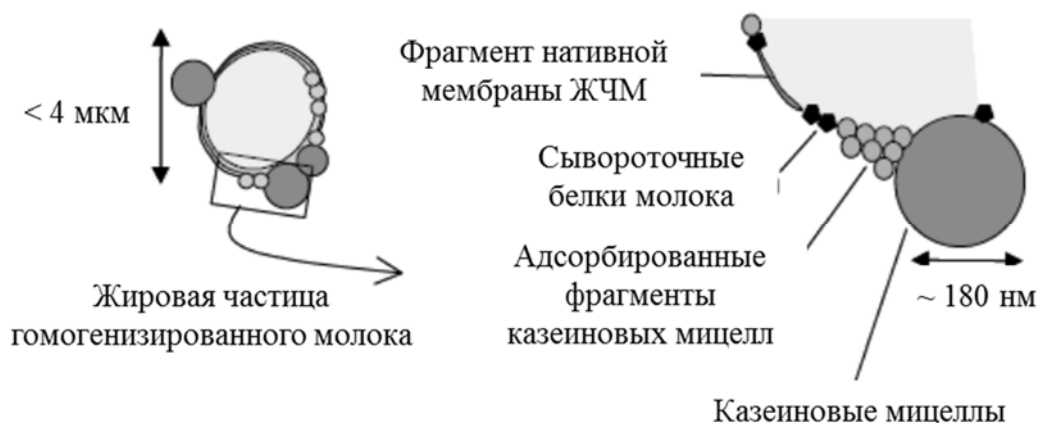 < 4 мкм
Жировая частица
гомогенизированного молока
Фрагмент нативной
мембраны ЖЧМ
Сывороточные
белки молока
Адсорбированные
фрагменты
казеиновых мицелл
~ 180 нм
Казеиновые мицеллы